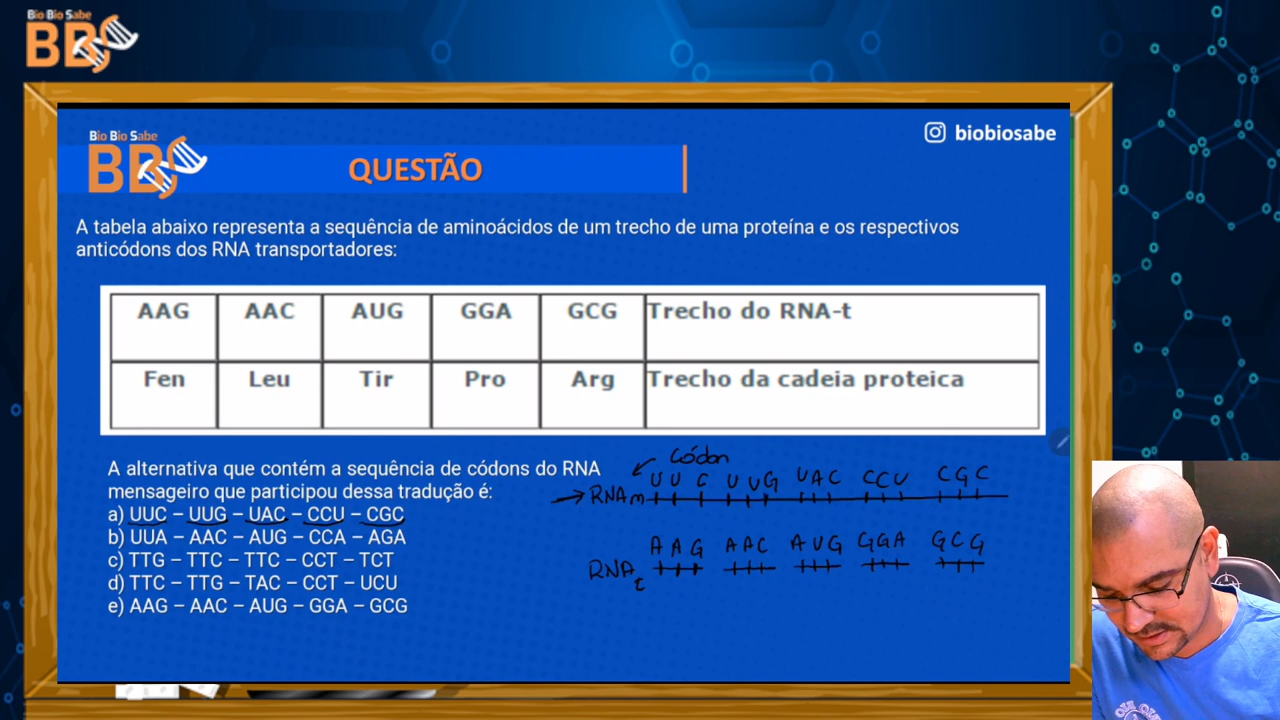 Bio Bio Sabe
BBS
Bio Bio Sabe
BBS
biobiosabe
QUESTÃO
A tabela abaixo representa a sequência de aminoácidos de um trecho de uma proteína e os respectivos
anticódons dos RNA transportadores:
AAG AAC AUG GGA GCG Trecho do RNA-t
Fen Leu Tir Pro Arg Trecho da cadeia proteica
A alternativa que contém a sequência de códons do RNA
mensageiro que participou dessa tradução é:
a) UUC – UUG – UAC – CCU – CGC
b) UUA – AAC – AUG – CCA – AGA
c) TTG – TTC – TTC – CCT – TCT
d) TTC – TTG – TAC – CCT – UCU
e) AAG – AAC – AUG – GGA – GCG
códon
RNAm UUC UUG UAC CCU CGC
AAG AAC AUG GGA GCG
RNAt